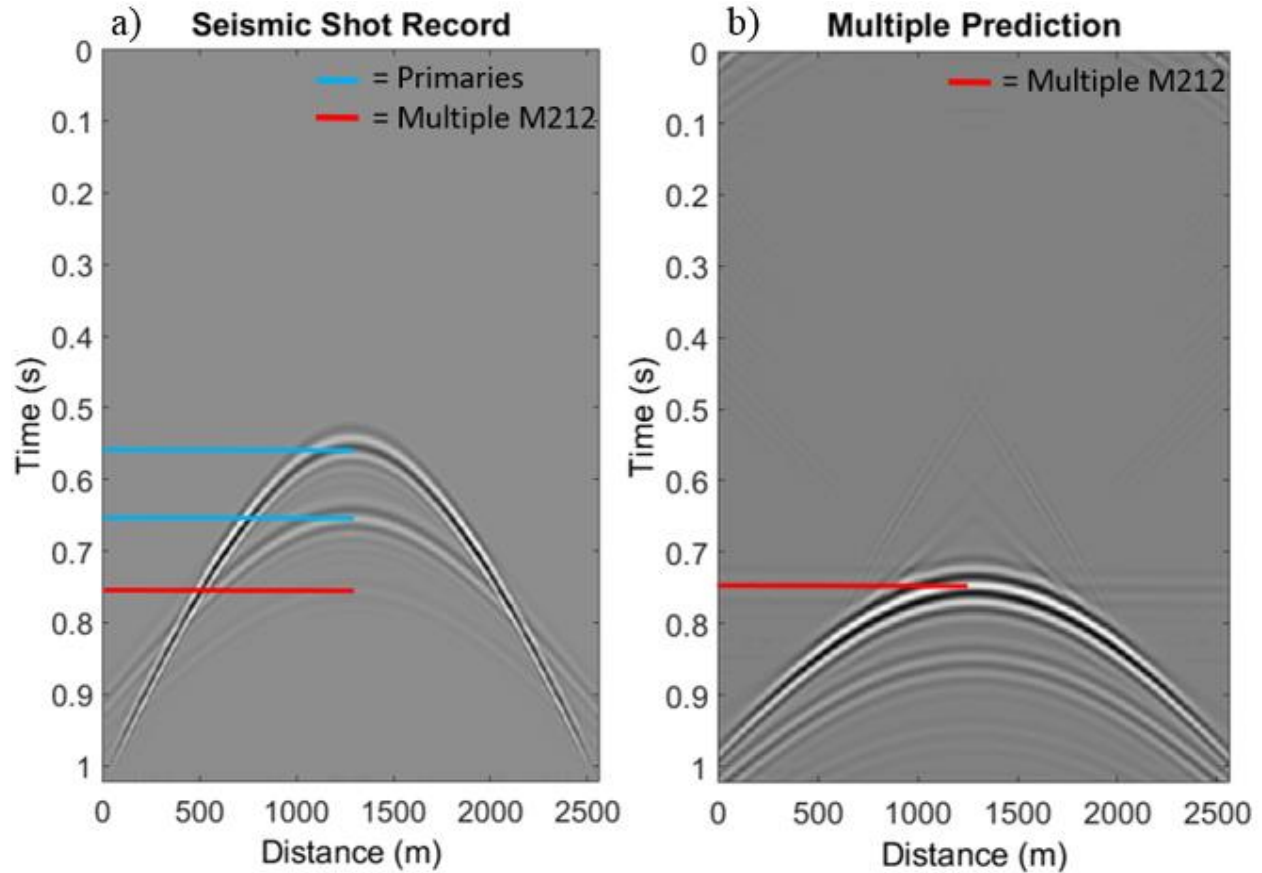 a) Seismic Shot Record
= Primaries
= Multiple M212
0
0.1
0.2
0.3
0.4
0.5
0.6
0.7
0.8
0.9
1
Time (s)
0 500 1000 1500 2000 2500
Distance (m)
b) Multiple Prediction
= Multiple M212
0
0.1
0.2
0.3
0.4
0.5
0.6
0.7
0.8
0.9
1
Time (s)
0 500 1000 1500 2000 2500
Distance (m)